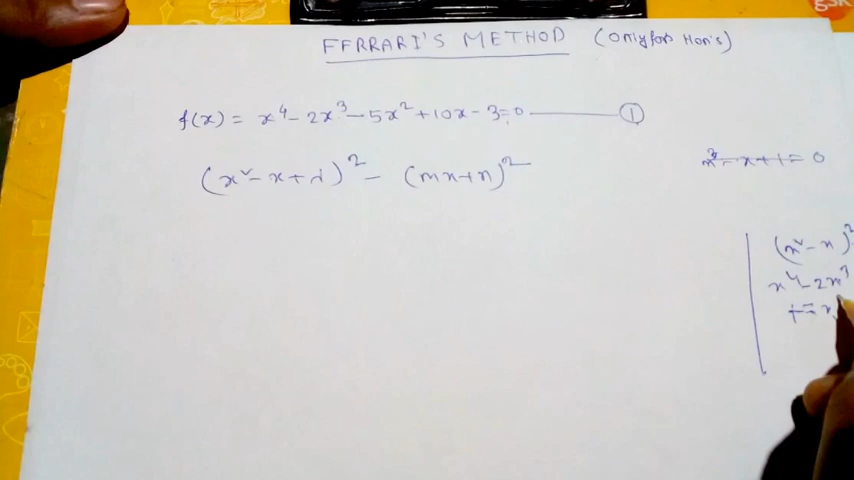 FERRARI'S METHOD (only for Hon's)
f(x) = x⁴ - 2x³ - 5x² + 10x - 3 = 0 ①
(x² - x + λ)² - (mx + n)²
x³ - x + 1 = 0
(x² - x)²
x⁴ - 2x³
+ = x